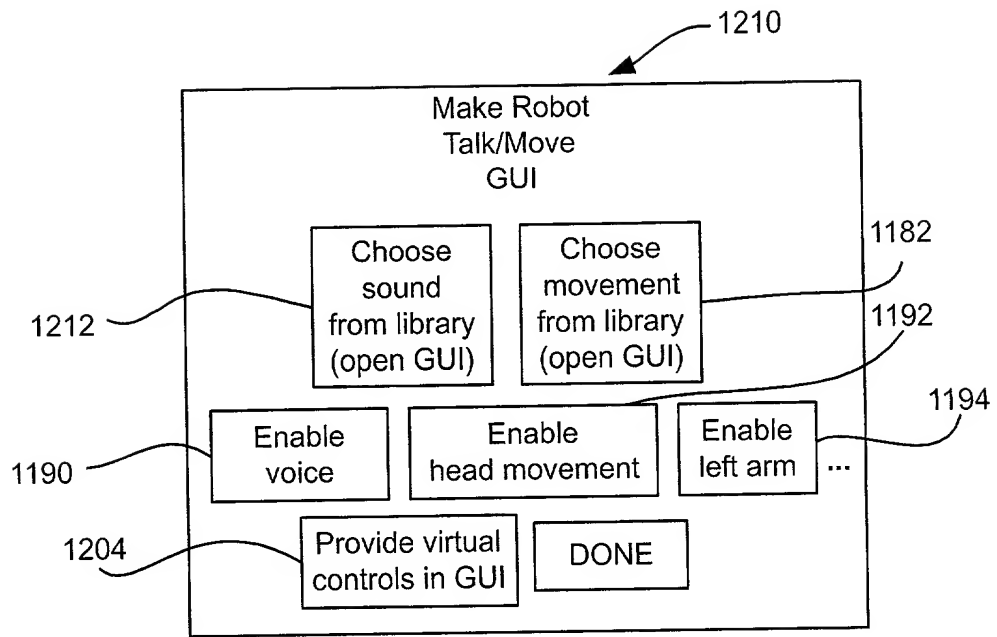 1210
Make Robot
Talk/Move
GUI
Choose
sound
from library
(open GUI)
1212
Choose
movement
from library
(open GUI)
1182
1192
Enable
voice
1190
Enable
head movement
Enable
left arm
...
1194
Provide virtual
controls in GUI
1204
DONE